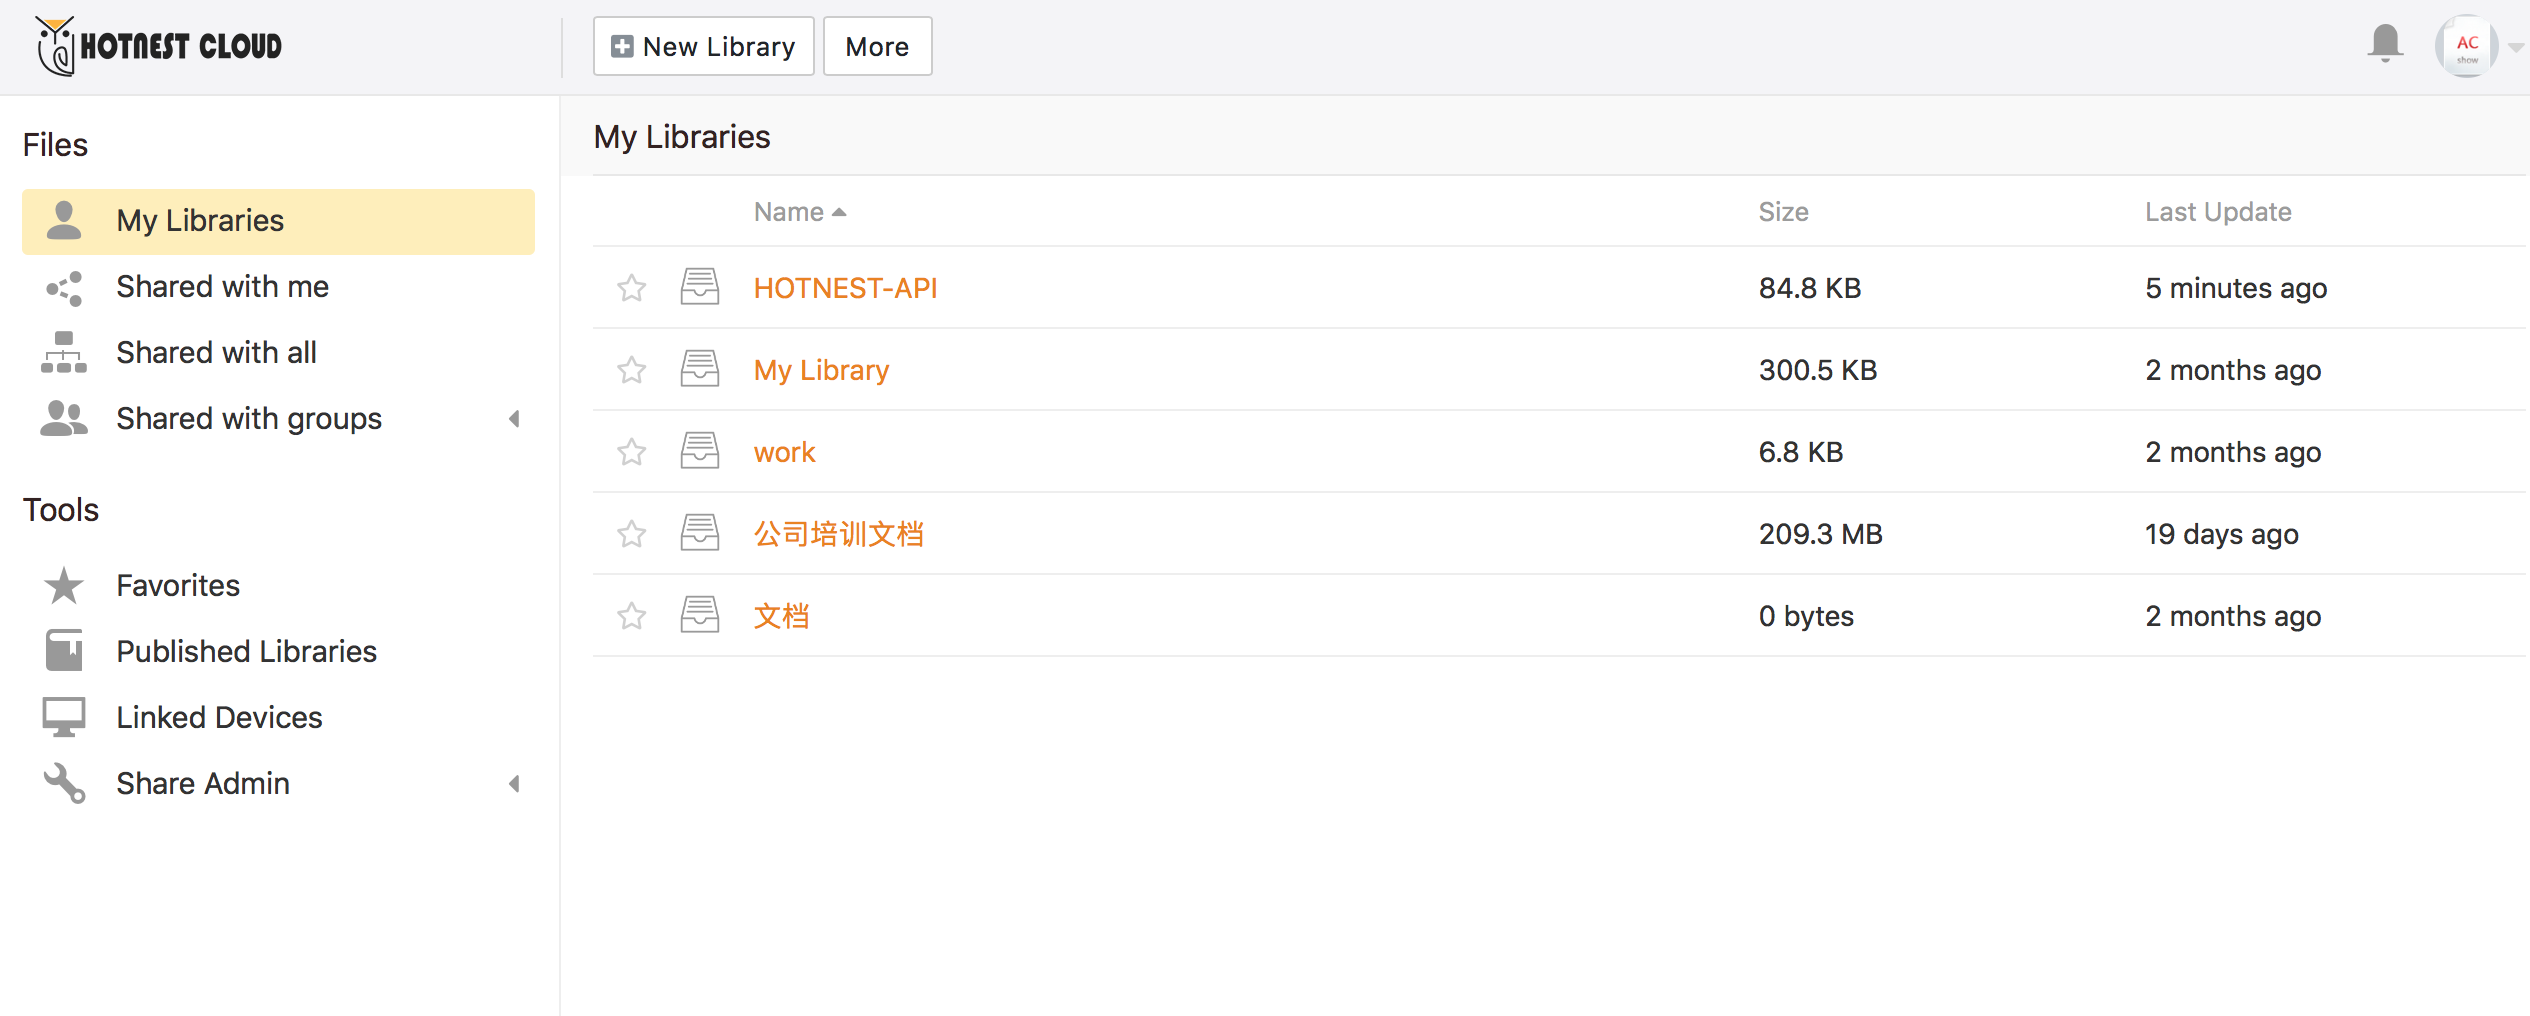 HOTNEST CLOUD
New Library
More
AC
show
Files
My Libraries
Shared with me
Shared with all
Shared with groups
Tools
Favorites
Published Libraries
Linked Devices
Share Admin
My Libraries
Name Size Last Update
HOTNEST-API 84.8 KB 5 minutes ago
My Library 300.5 KB 2 months ago
work 6.8 KB 2 months ago
公司培训文档 209.3 MB 19 days ago
文档 0 bytes 2 months ago